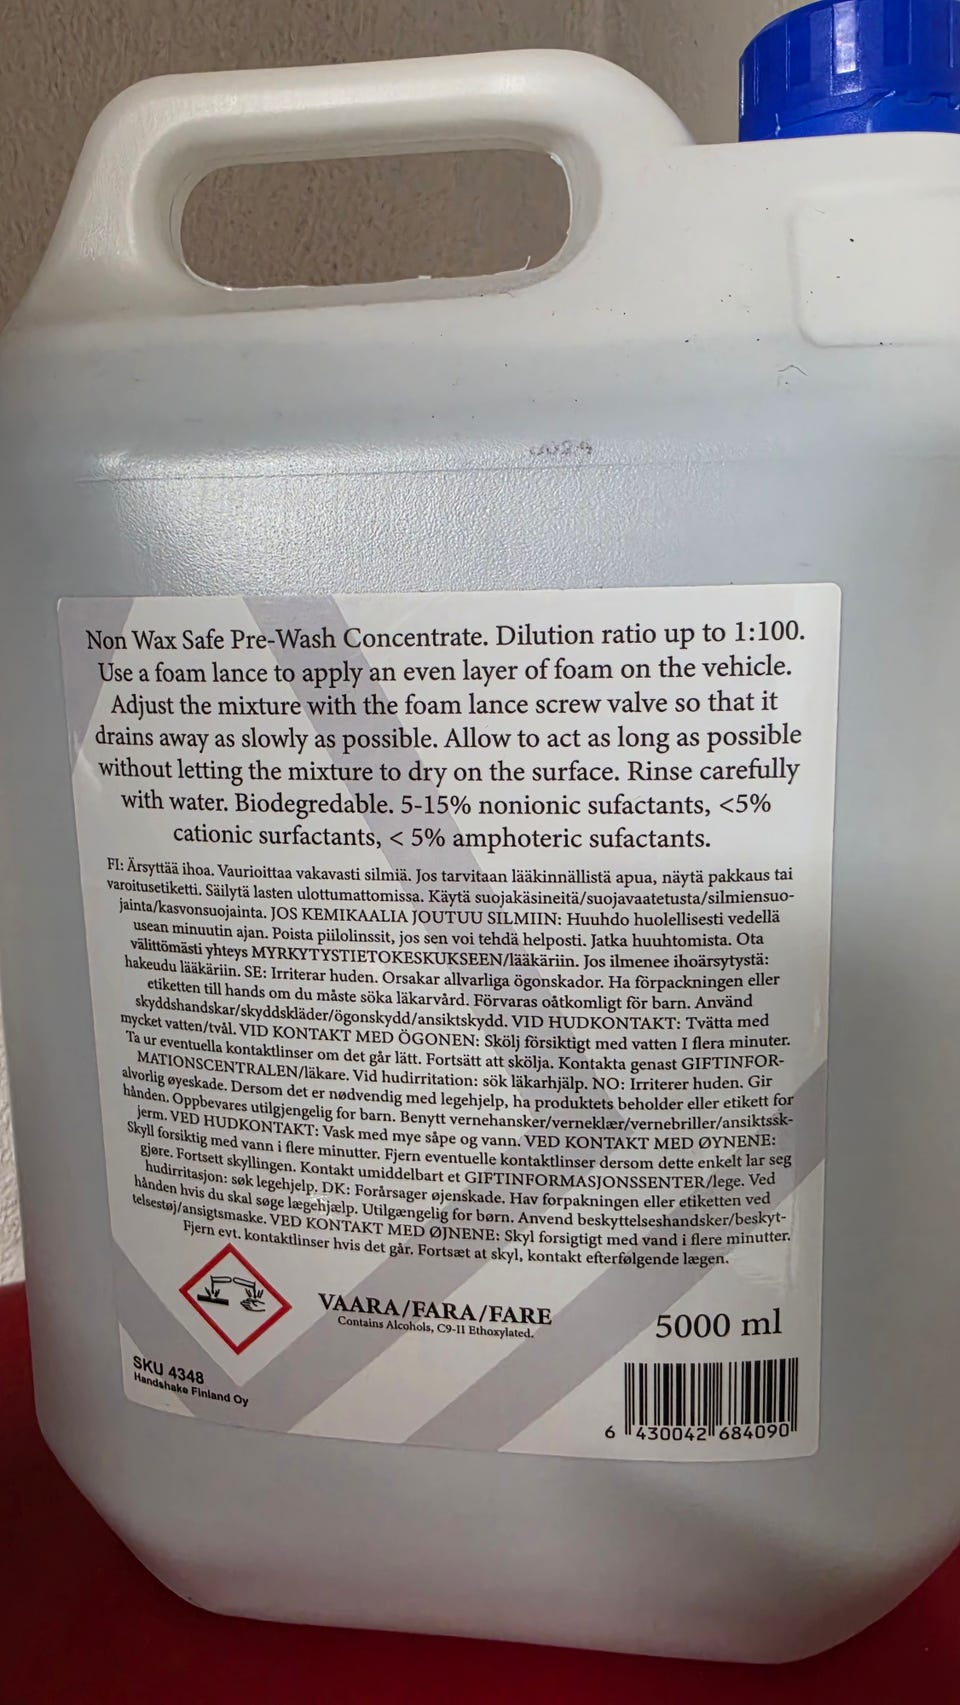 Non Wax Safe Pre-Wash Concentrate. Dilution ratio up to 1:100.
Use a foam lance to apply an even layer of foam on the vehicle.
Adjust the mixture with the foam lance screw valve so that it
drains away as slowly as possible. Allow to act as long as possible
without letting the mixture to dry on the surface. Rinse carefully
with water. Biodegredable. 5-15% nonionic sufactants, <5%
cationic surfactants, < 5% amphoteric sufactants.
FI: Ärsyttää ihoa. Vaurioittaa vakavasti silmiä. Jos tarvitaan lääkinnällistä apua, näytä pakkaus tai
varoitusetiketti. Säilytä lasten ulottumattomissa. Käytä suojakäsineitä/suojavaatetusta/silmiensuo-
jainta/kasvonsuojainta. JOS KEMIKAALIA JOUTUU SILMIIN: Huuhdo huolellisesti vedellä
usean minuutin ajan. Poista piilolinssit, jos sen voi tehdä helposti. Jatka huuhtomista. Ota
välittömästi yhteys MYRKYTYSTIETOKESKUKSEEN/lääkäriin. Jos ilmenee ihoärsytystä:
hakeudu lääkäriin. SE: Irriterar huden. Orsakar allvarliga ögonskador. Ha förpackningen eller
etiketten till hands om du måste söka läkarvård. Förvaras oåtkomligt för barn. Använd
skyddshandskar/skyddskläder/ögonskydd/ansiktskydd. VID HUDKONTAKT: Tvätta med
mycket vatten/tvål. VID KONTAKT MED ÖGONEN: Skölj försiktigt med vatten I flera minuter.
Ta ur eventuella kontaktlinser om det går lätt. Fortsätt att skölja. Kontakta genast GIFTINFOR-
MATIONSCENTRALEN/läkare. Vid hudirritation: sök läkarhjälp. NO: Irriterer huden. Gir
alvorlig øyeskade. Dersom det er nødvendig med legehjelp, ha produktets beholder eller etikett for
hånden. Oppbevares utilgjengelig for barn. Benytt vernehansker/verneklær/vernebriller/ansiktssk-
jerm. VED HUDKONTAKT: Vask med mye såpe og vann. VED KONTAKT MED ØYNENE:
Skyll forsiktig med vann i flere minutter. Fjern eventuelle kontaktlinser dersom dette enkelt lar seg
gjøre. Fortsett skyllingen. Kontakt umiddelbart et GIFTINFORMASJONSSENTER/lege. Ved
hudirritasjon: søk legehjelp. DK: Forårsager øjenskade. Hav forpakningen eller etiketten ved
hånden hvis du skal søge lægehjælp. Utilgængelig for børn. Anvend beskyttelseshandsker/beskyt-
telsestøj/ansigtsmaske. VED KONTAKT MED ØJNENE: Skyl forsigtigt med vand i flere minutter.
Fjern evt. kontaktlinser hvis det går. Fortsæt at skyl, kontakt efterfølgende lægen.
VAARA/FARA/FARE
Contains Alcohols, C9-11 Ethoxylated.
5000 ml
SKU 4348
Handshake Finland Oy
6 430042 684090